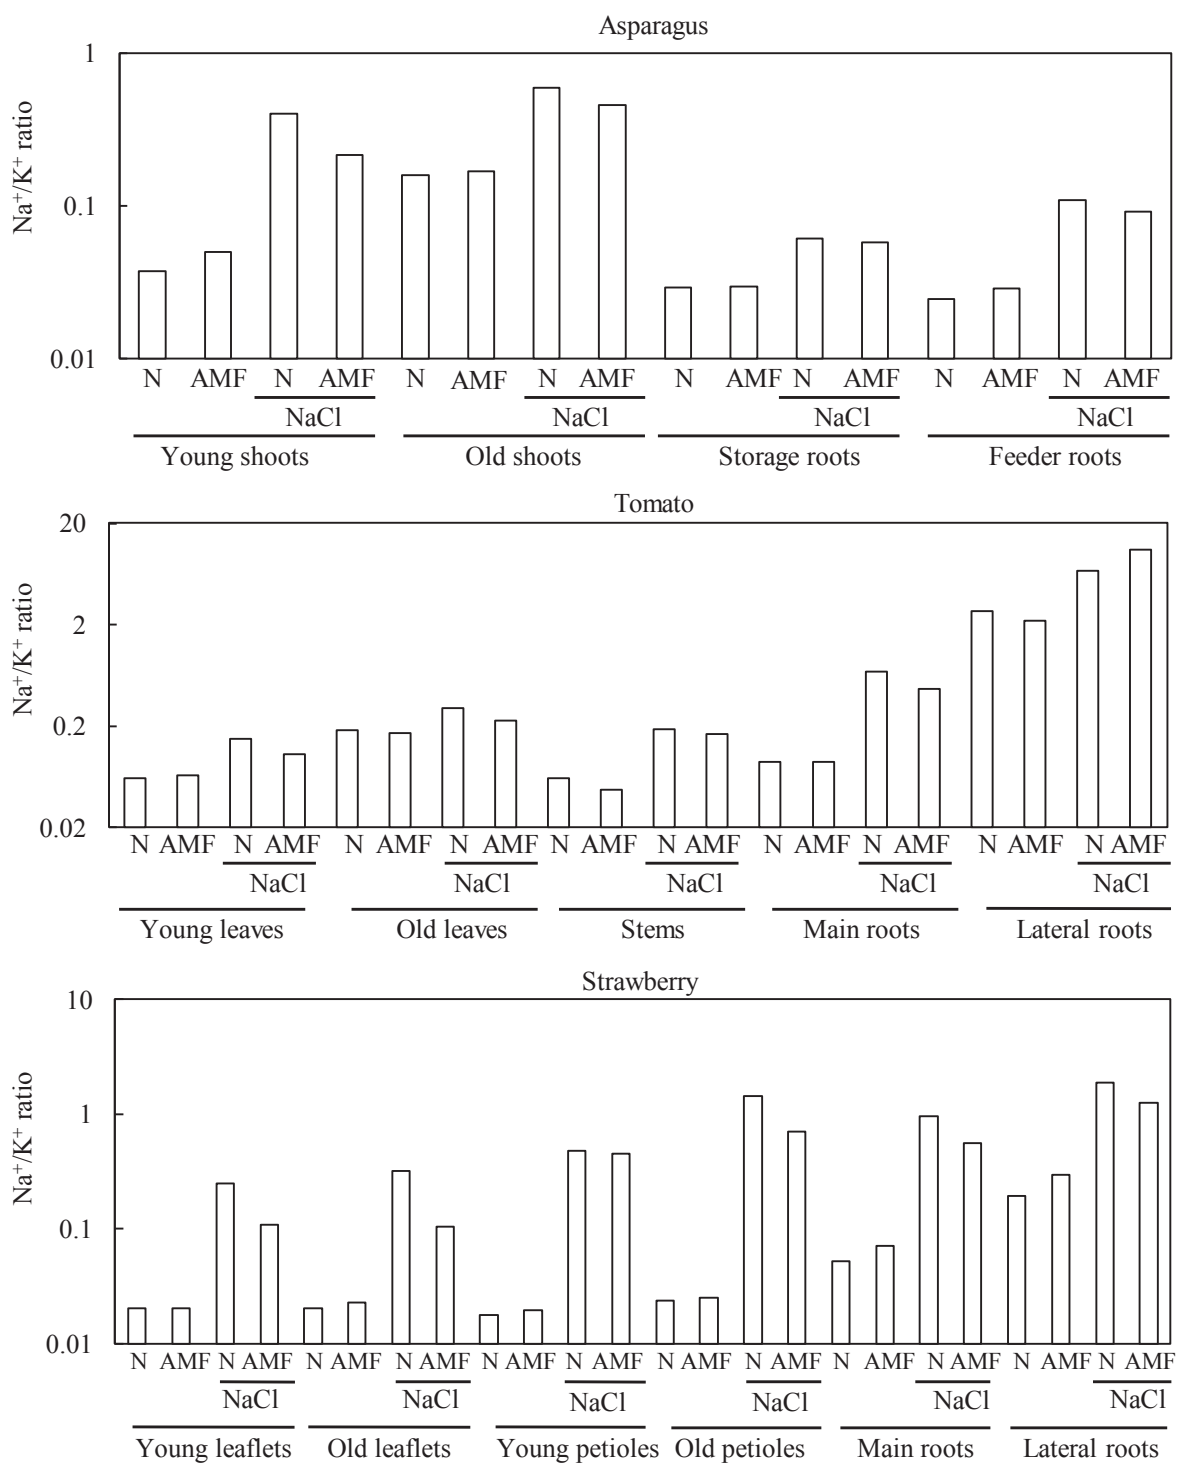 Asparagus
1
0.1
0.01
Na⁺/K⁺ ratio
N AMF N AMF N AMF N AMF N AMF N AMF N AMF N AMF
NaCl NaCl NaCl NaCl
Young shoots Old shoots Storage roots Feeder roots
Tomato
20
2
0.2
0.02
Na⁺/K⁺ ratio
N AMF N AMF N AMF N AMF N AMF N AMF N AMF N AMF N AMF N AMF
NaCl NaCl NaCl NaCl NaCl
Young leaves Old leaves Stems Main roots Lateral roots
Strawberry
10
1
0.1
0.01
Na⁺/K⁺ ratio
N AMF N AMF N AMF N AMF N AMF N AMF N AMF N AMF N AMF N AMF N AMF N AMF
NaCl NaCl NaCl NaCl NaCl NaCl
Young leaflets Old leaflets Young petioles Old petioles Main roots Lateral roots